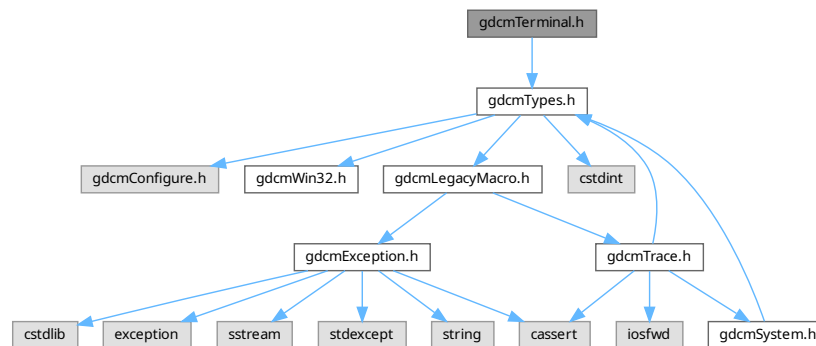 gdcmTerminal.h
gdcmTypes.h
gdcmConfigure.h
gdcmWin32.h
gdcmLegacyMacro.h
cstdint
gdcmException.h
gdcmTrace.h
cstdlib
exception
sstream
stdexcept
string
cassert
iosfwd
gdcmSystem.h